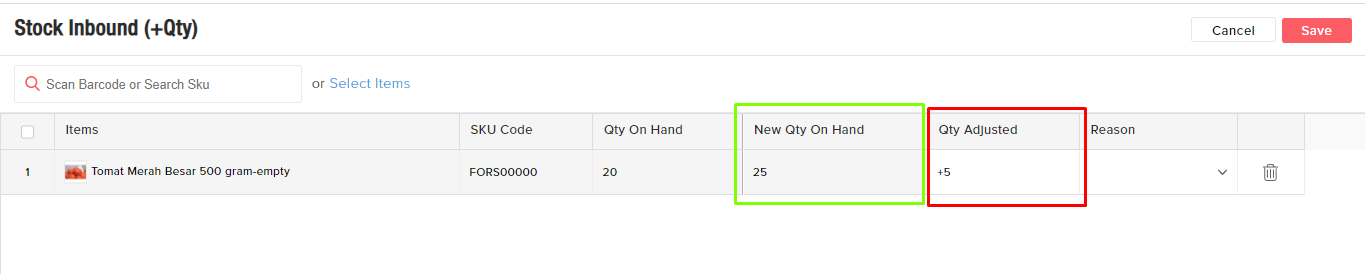 Stock Inbound (+Qty)
Cancel
Save
Scan Barcode or Search Sku
or Select Items
Items
SKU Code
Qty On Hand
New Qty On Hand
Qty Adjusted
Reason
1
Tomat Merah Besar 500 gram-empty
FORS00000
20
25
+5